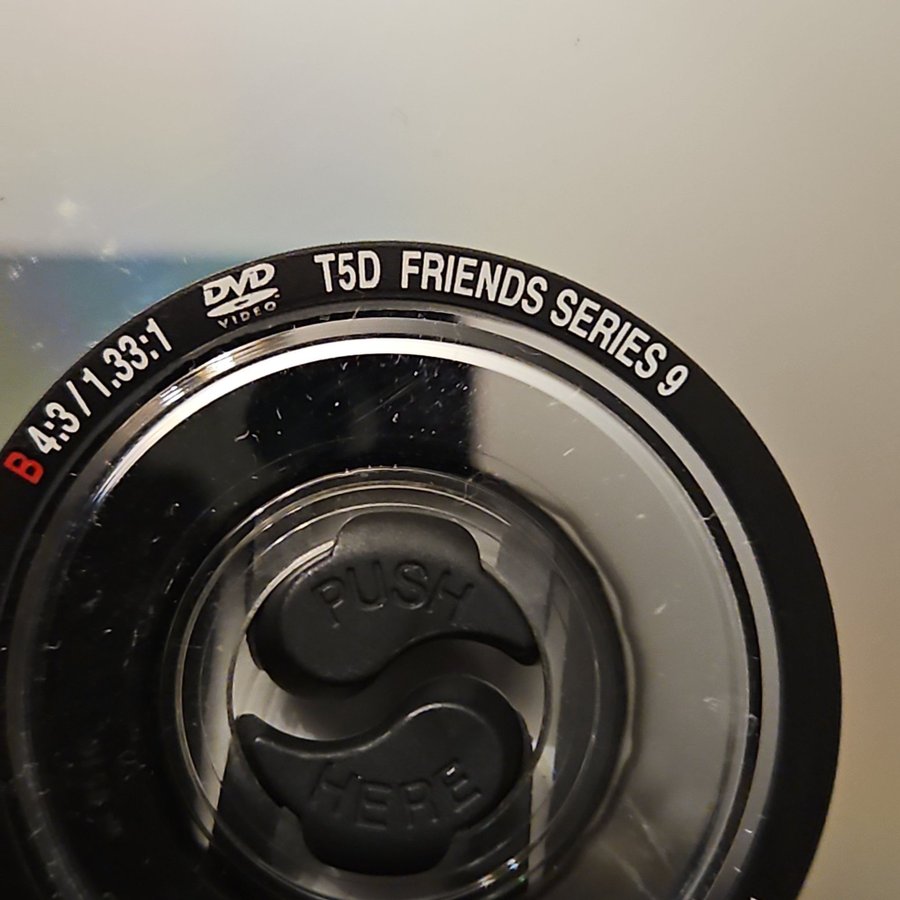 B 4:3 / 1.33:1 DVD VIDEO T5D FRIENDS SERIES 9
PUSH
HERE